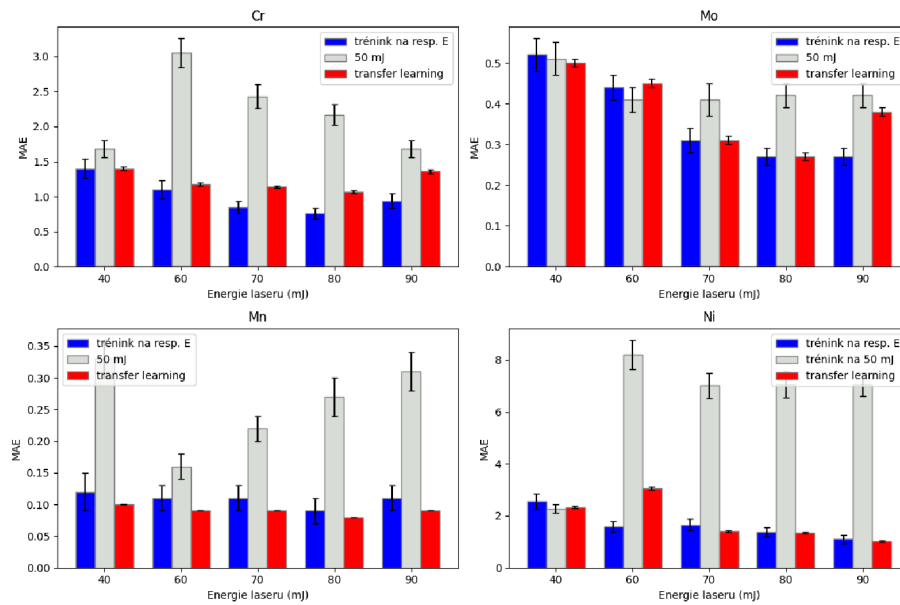 Cr
MAE
3.0
2.5
2.0
1.5
1.0
0.5
0.0
trénink na resp. E
50 mJ
transfer learning
40 60 70 80 90
Energie laseru (mJ)
Mo
MAE
0.5
0.4
0.3
0.2
0.1
0.0
trénink na resp. E
50 mJ
transfer learning
40 60 70 80 90
Energie laseru (mJ)
Mn
MAE
0.35
0.30
0.25
0.20
0.15
0.10
0.05
0.00
trénink na resp. E
50 mJ
transfer learning
40 60 70 80 90
Energie laseru (mJ)
Ni
MAE
8
6
4
2
0
trénink na resp. E
trénink na 50 mJ
transfer learning
40 60 70 80 90
Energie laseru (mJ)